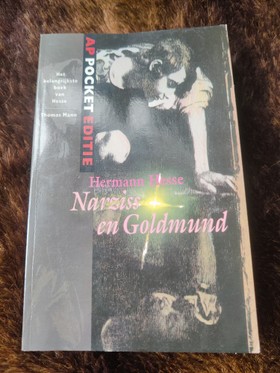 Het
belangrijkste
boek
van
Hesse
Thomas Mann
AP POCKET EDITIE
Hermann Hesse
Narziss
en Goldmund